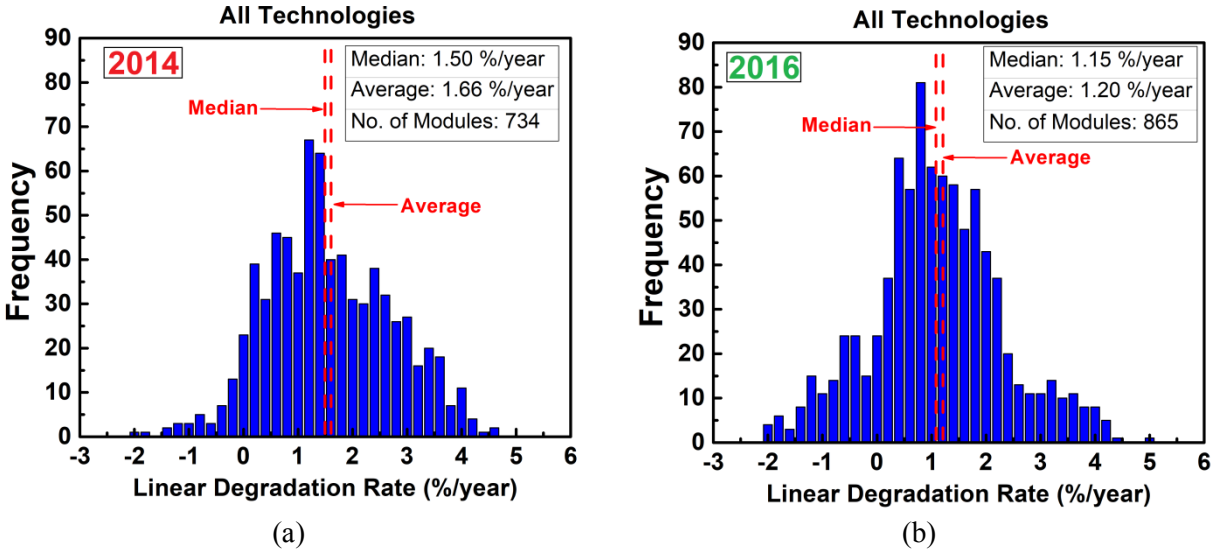 All Technologies
2014
Median: 1.50 %/year
Average: 1.66 %/year
No. of Modules: 734
Median
Average
Frequency
90
80
70
60
50
40
30
20
10
0
-3 -2 -1 0 1 2 3 4 5 6
Linear Degradation Rate (%/year)
(a)
All Technologies
2016
Median: 1.15 %/year
Average: 1.20 %/year
No. of Modules: 865
Median
Average
Frequency
90
80
70
60
50
40
30
20
10
0
-3 -2 -1 0 1 2 3 4 5 6
Linear Degradation Rate (%/year)
(b)